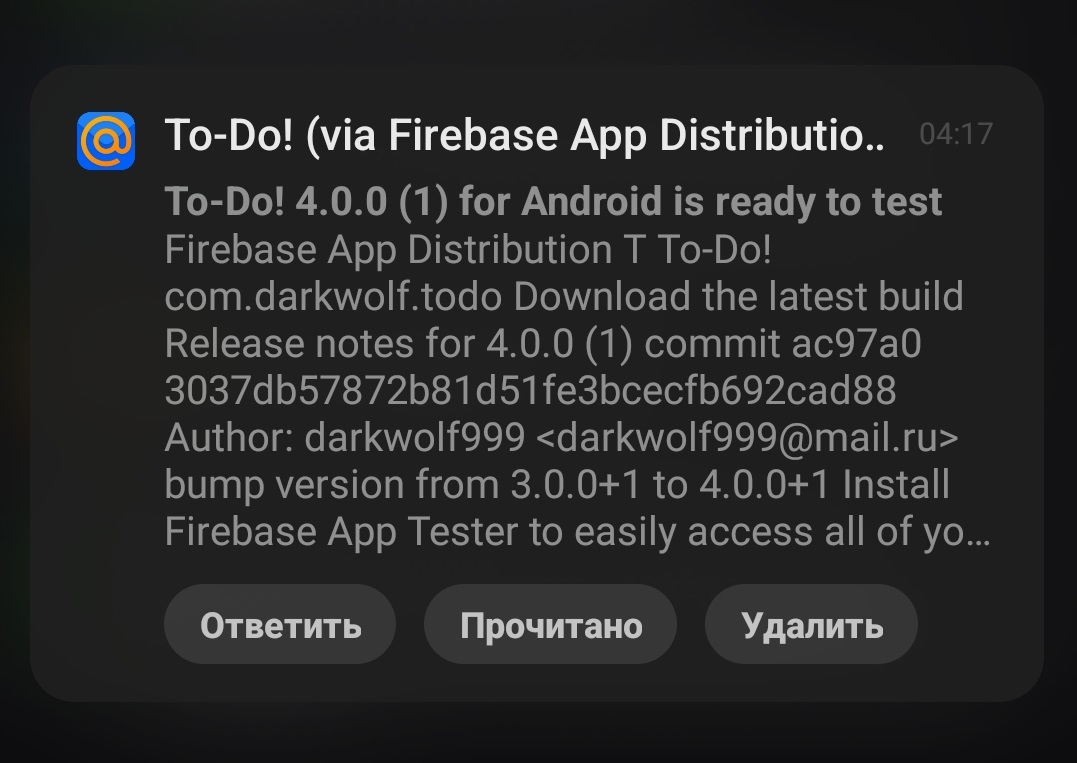 To-Do! (via Firebase App Distributio..
04:17
To-Do! 4.0.0 (1) for Android is ready to test
Firebase App Distribution T To-Do!
com.darkwolf.todo Download the latest build
Release notes for 4.0.0 (1) commit ac97a0
3037db57872b81d51fe3bcecfb692cad88
Author: darkwolf999 <darkwolf999@mail.ru>
bump version from 3.0.0+1 to 4.0.0+1 Install
Firebase App Tester to easily access all of yo...
Ответить
Прочитано
Удалить